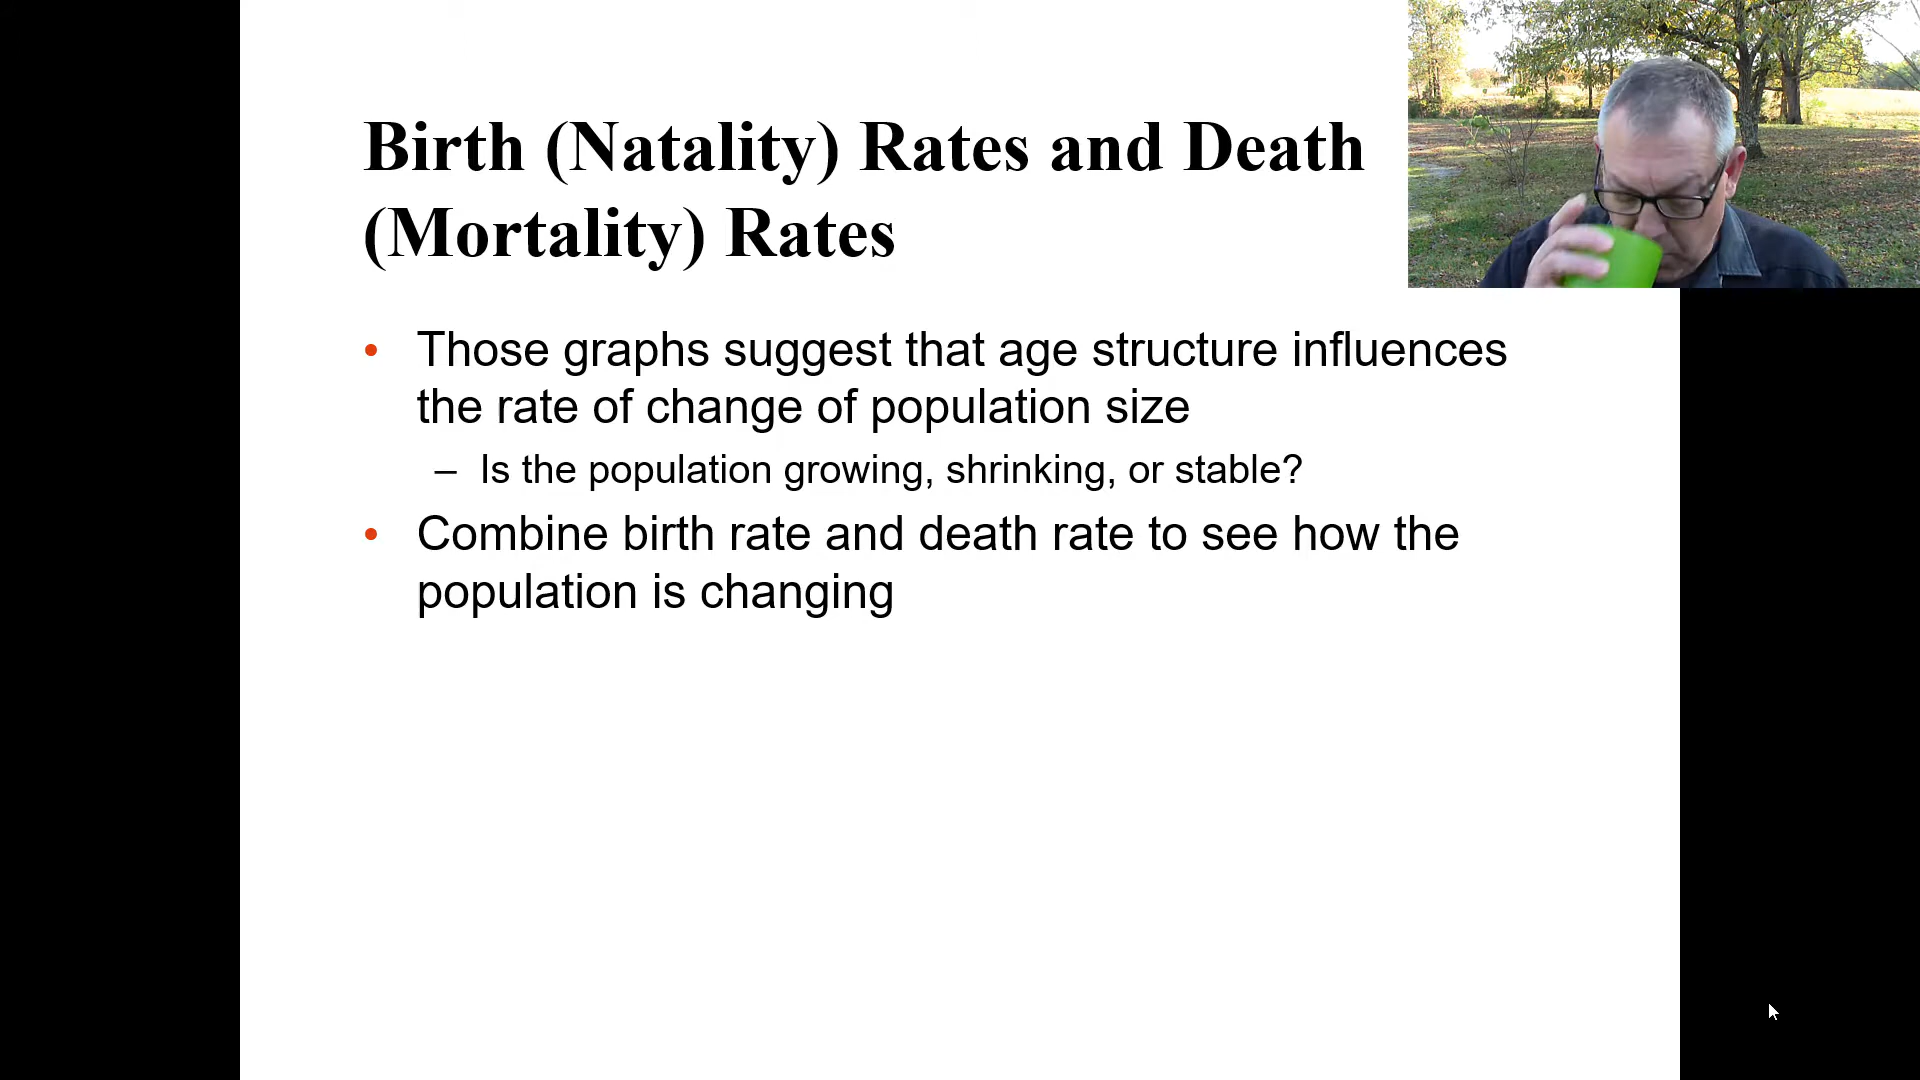 Birth (Natality) Rates and Death
(Mortality) Rates
• Those graphs suggest that age structure influences
the rate of change of population size
– Is the population growing, shrinking, or stable?
• Combine birth rate and death rate to see how the
population is changing